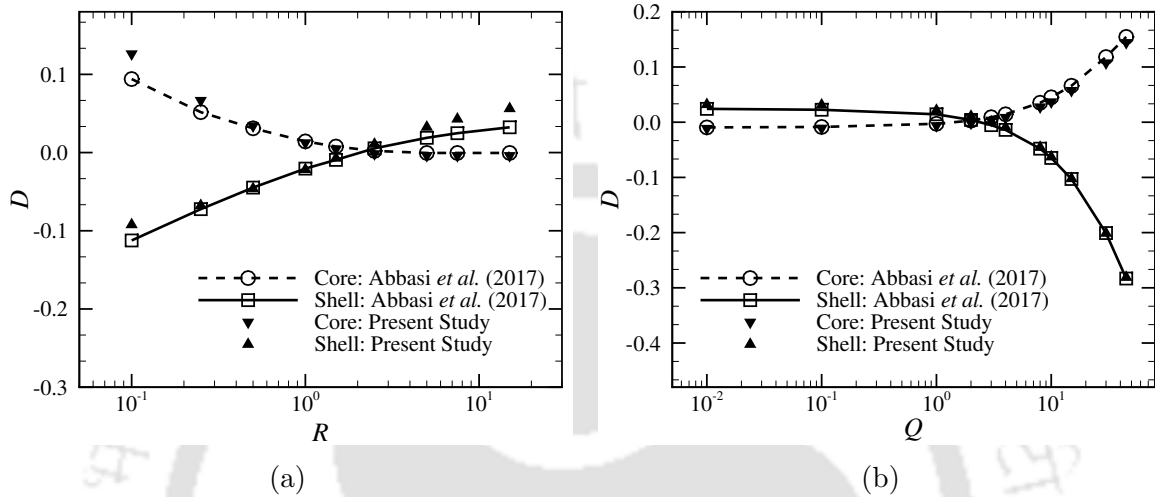 0.1
0.0
-0.1
-0.2
-0.3
D
10^-1
10^0
10^1
R
Core: Abbasi et al. (2017)
Shell: Abbasi et al. (2017)
Core: Present Study
Shell: Present Study
(a)
0.2
0.1
0.0
-0.1
-0.2
-0.3
-0.4
D
10^-2
10^-1
10^0
10^1
Q
Core: Abbasi et al. (2017)
Shell: Abbasi et al. (2017)
Core: Present Study
Shell: Present Study
(b)